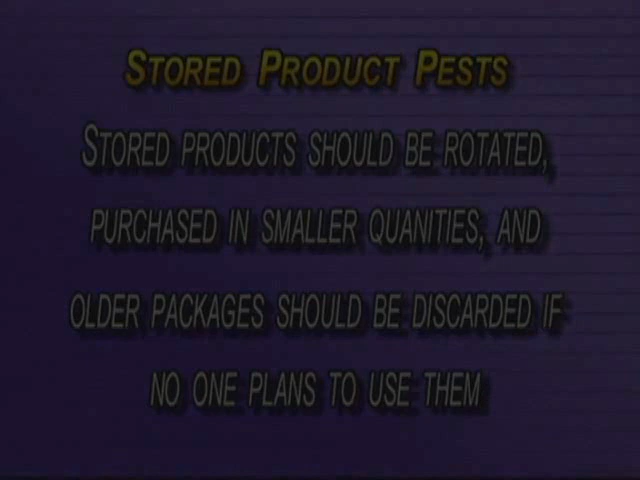 STORED PRODUCT PESTS
STORED PRODUCTS SHOULD BE ROTATED,
PURCHASED IN SMALLER QUANITIES, AND
OLDER PACKAGES SHOULD BE DISCARDED IF
NO ONE PLANS TO USE THEM